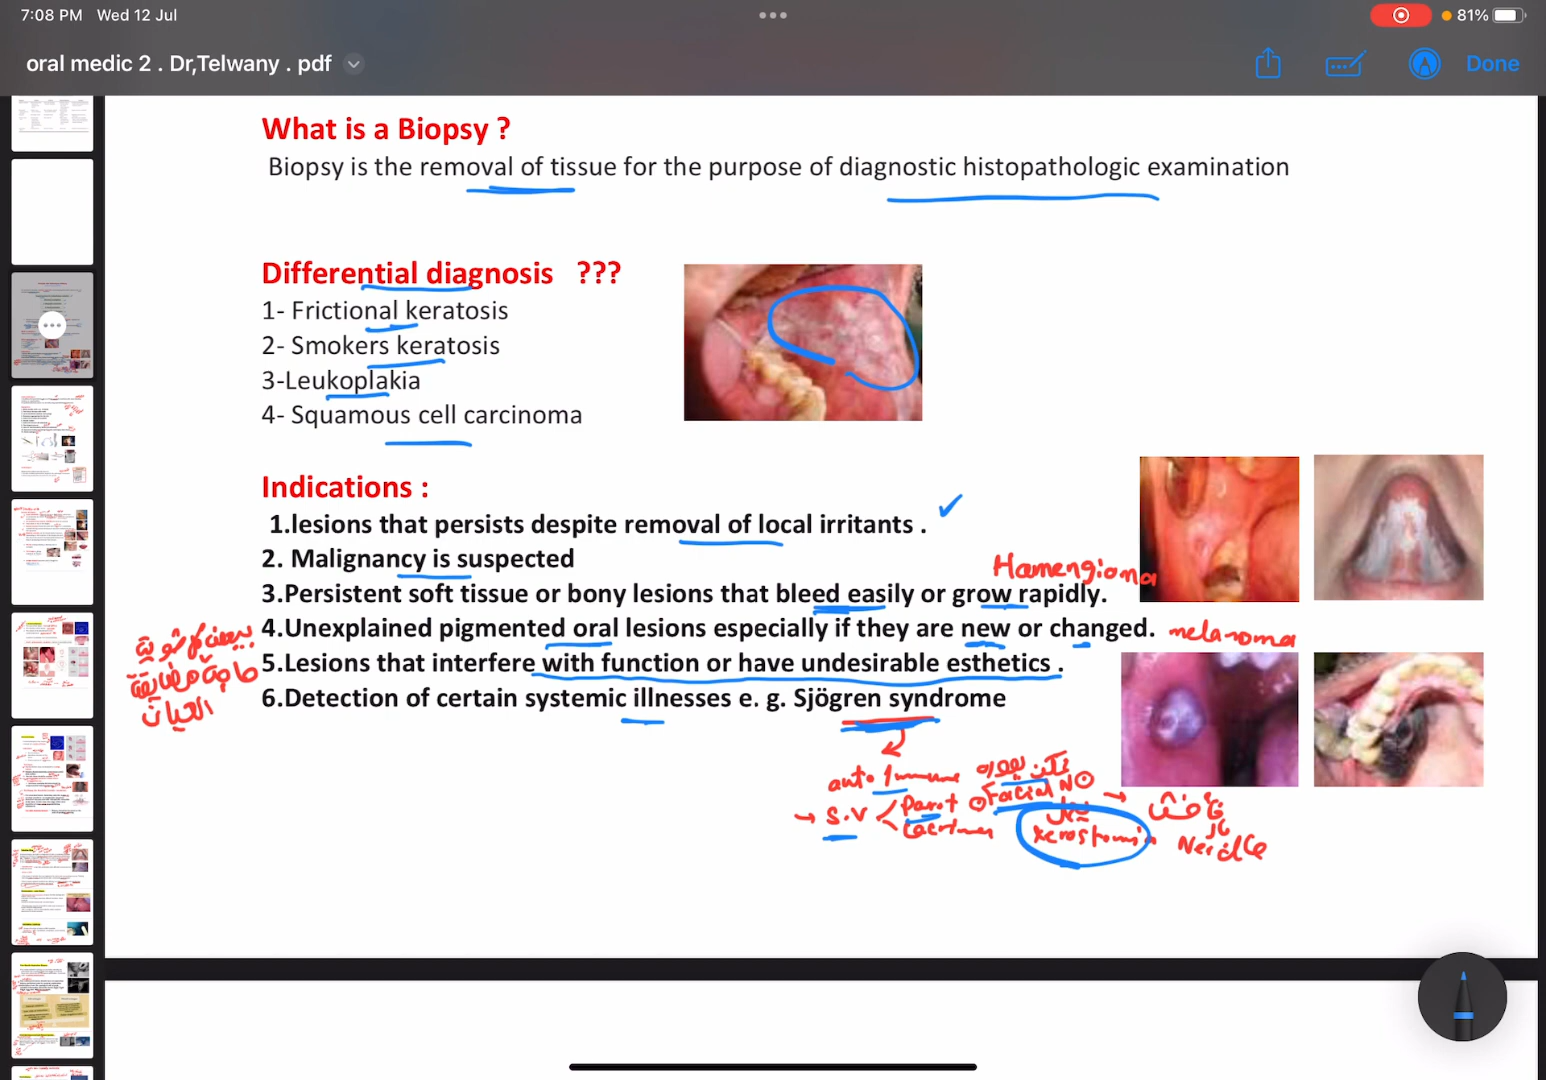 7:08 PM Wed 12 Jul
81%
oral medic 2 . Dr,Telwany . pdf
Done
What is a Biopsy ?
Biopsy is the removal of tissue for the purpose of diagnostic histopathologic examination
Differential diagnosis ???
1- Frictional keratosis
2- Smokers keratosis
3-Leukoplakia
4- Squamous cell carcinoma
Indications :
1.lesions that persists despite removal of local irritants .
2. Malignancy is suspected
Hamengioma
3.Persistent soft tissue or bony lesions that bleed easily or grow rapidly.
4.Unexplained pigmented oral lesions especially if they are new or changed. melanoma
5.Lesions that interfere with function or have undesirable esthetics .
العيان
6.Detection of certain systemic illnesses e. g. Sjögren syndrome
auto Immune
→ S.V Parot Facial N
xerostomia Needle